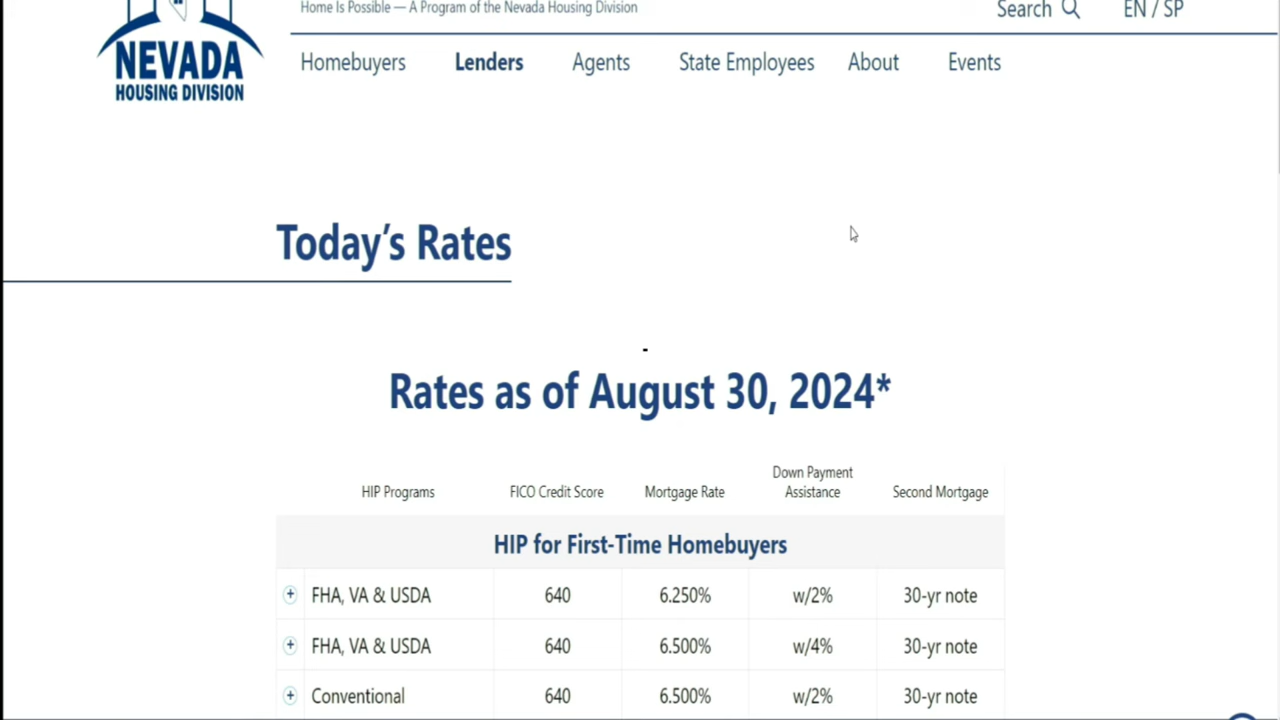 Home Is Possible — A Program of the Nevada Housing Division
Search
EN / SP
NEVADA
HOUSING DIVISION
Homebuyers
Lenders
Agents
State Employees
About
Events
Today's Rates
-
Rates as of August 30, 2024*
HIP Programs FICO Credit Score Mortgage Rate Down Payment Assistance Second Mortgage
HIP for First-Time Homebuyers
+ FHA, VA & USDA 640 6.250% w/2% 30-yr note
+ FHA, VA & USDA 640 6.500% w/4% 30-yr note
+ Conventional 640 6.500% w/2% 30-yr note